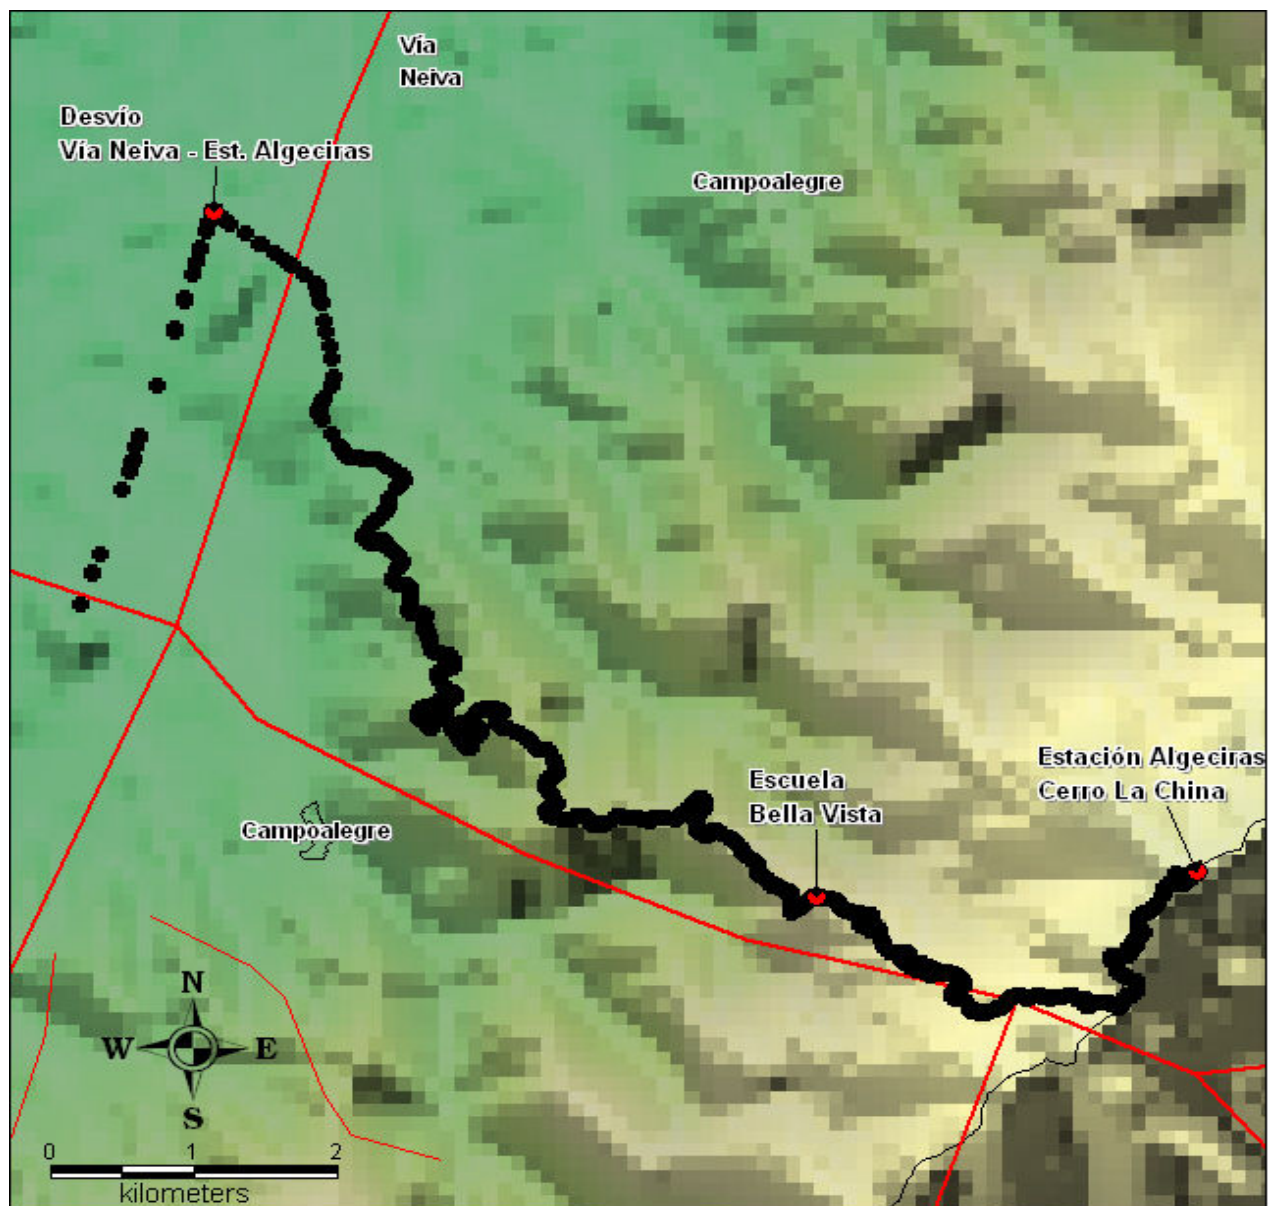 Vía
Neiva
Desvío
Vía Neiva - Est. Algeciras
Campoalegre
Estación Algeciras
Cerro La China
Escuela
Bella Vista
Campoalegre
N
W E
S
0 1 2
kilometers